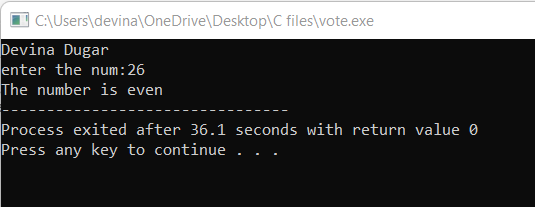 C:\Users\devina\OneDrive\Desktop\C files\vote.exe
Devina Dugar
enter the num:26
The number is even
--------------------------------
Process exited after 36.1 seconds with return value 0
Press any key to continue . . .